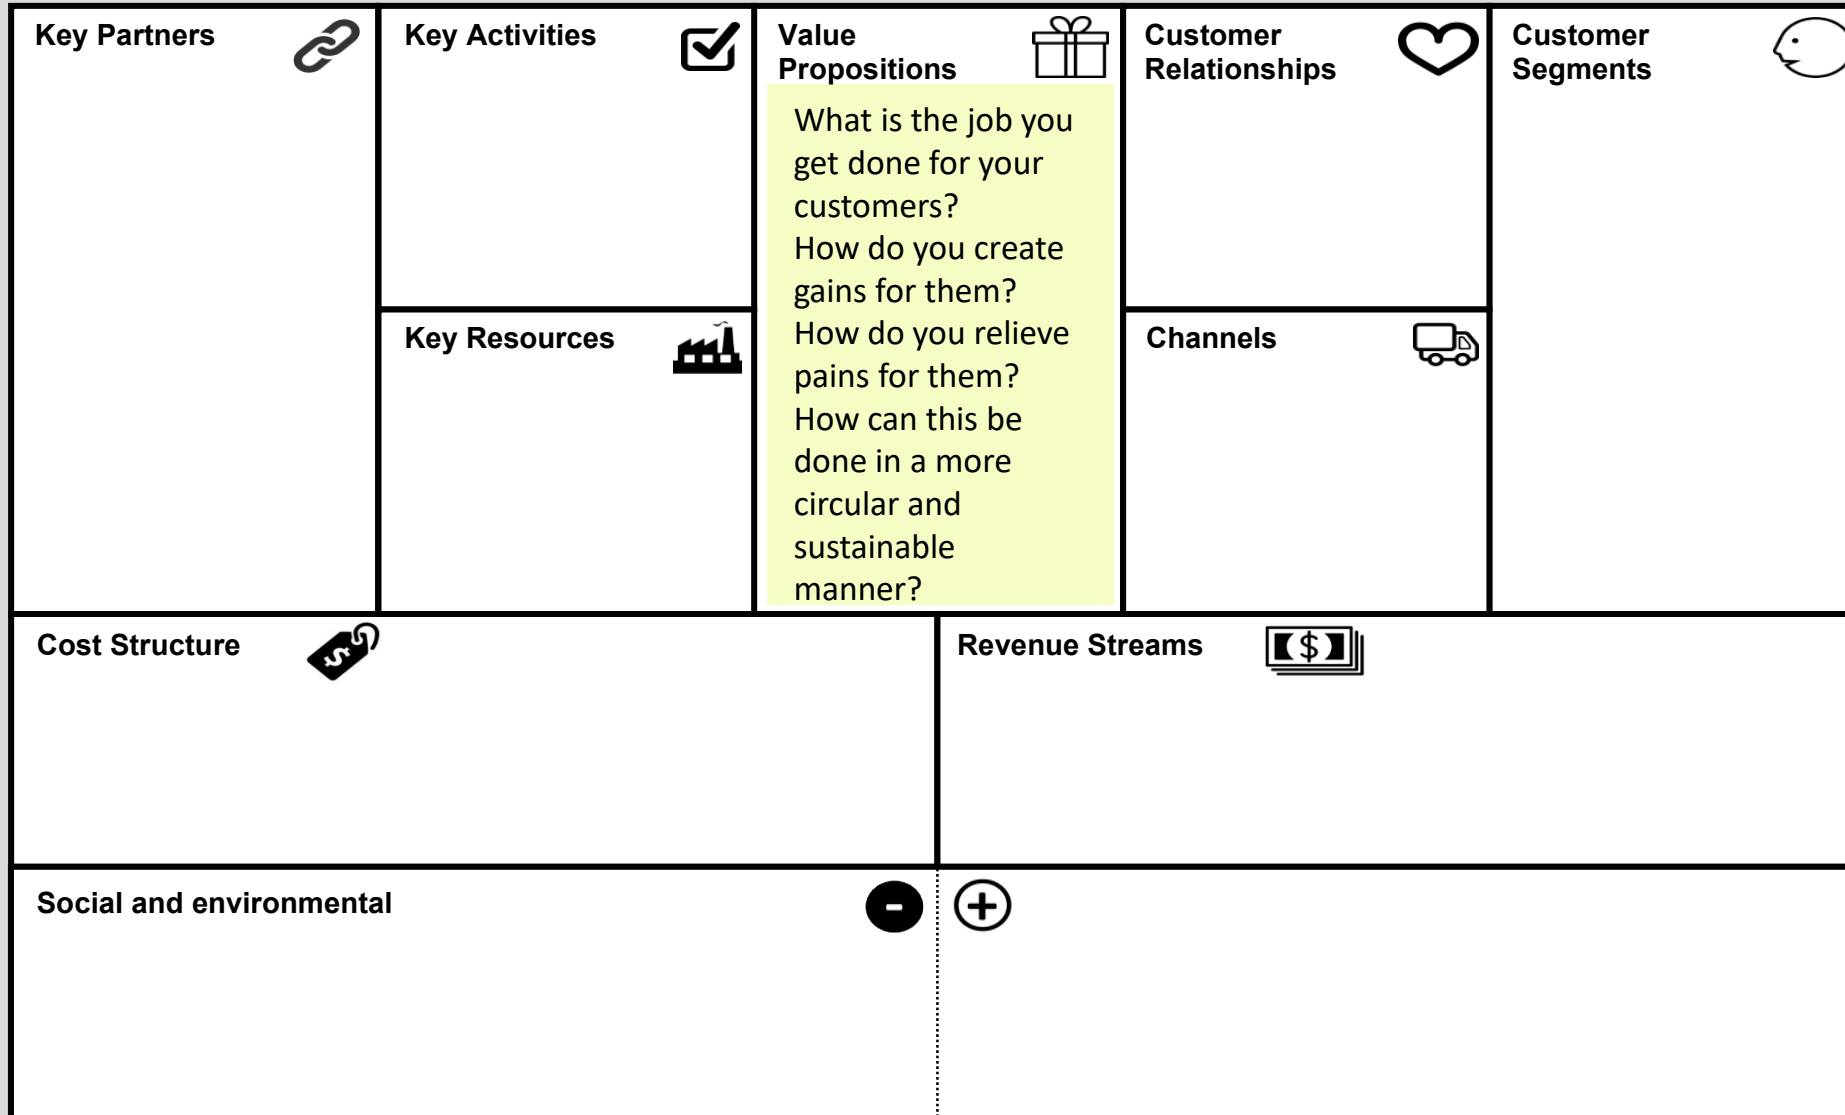 Key Partners
Key Activities
Value
Propositions
What is the job you
get done for your
customers?
How do you create
gains for them?
How do you relieve
pains for them?
How can this be
done in a more
circular and
sustainable
manner?
Customer
Relationships
Customer
Segments
Key Resources
Channels
Cost Structure
$
Revenue Streams
$
Social and environmental
-
+